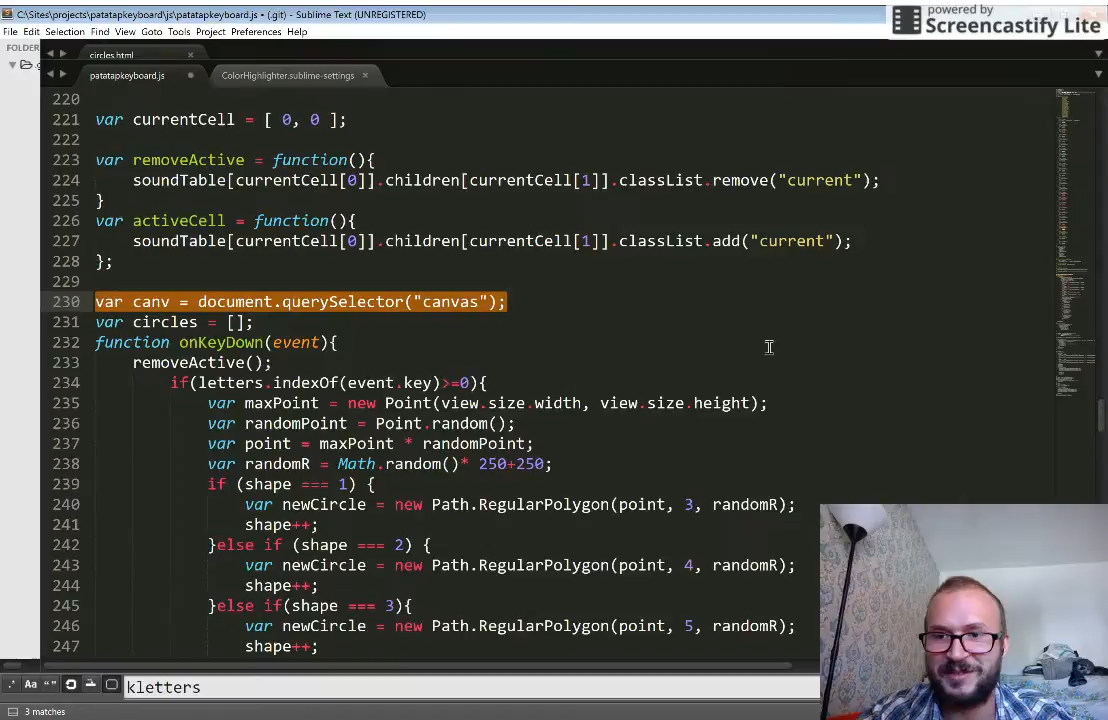 C:\Sites\projects\patatapkeyboard\js\patatapkeyboard.js • (.git) - Sublime Text (UNREGISTERED)
powered by
Screencastify Lite
File Edit Selection Find View Goto Tools Project Preferences Help
FOLDER
circles.html ×
patatapkeyboard.js ColorHighlighter.sublime-settings ×
220
221 var currentCell = [ 0, 0 ];
222
223 var removeActive = function(){
224 soundTable[currentCell[0]].children[currentCell[1]].classList.remove("current");
225 }
226 var activeCell = function(){
227 soundTable[currentCell[0]].children[currentCell[1]].classList.add("current");
228 };
229
230 var canv = document.querySelector("canvas");
231 var circles = [];
232 function onKeyDown(event){
233 removeActive();
234 if(letters.indexOf(event.key)>=0){
235 var maxPoint = new Point(view.size.width, view.size.height);
236 var randomPoint = Point.random();
237 var point = maxPoint * randomPoint;
238 var randomR = Math.random()* 250+250;
239 if (shape === 1) {
240 var newCircle = new Path.RegularPolygon(point, 3, randomR);
241 shape++;
242 }else if (shape === 2) {
243 var newCircle = new Path.RegularPolygon(point, 4, randomR);
244 shape++;
245 }else if(shape === 3){
246 var newCircle = new Path.RegularPolygon(point, 5, randomR);
247 shape++;
.* Aa “” kletters
3 matches